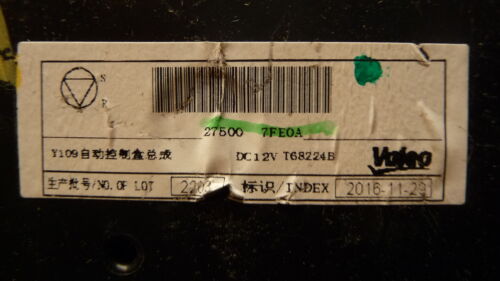 S
R
27500 7FE0A
Y109自动控制盒总成 DC12V T68224B Valeo
生产批号/NO.OF LOT 标识/INDEX 2016-11-29